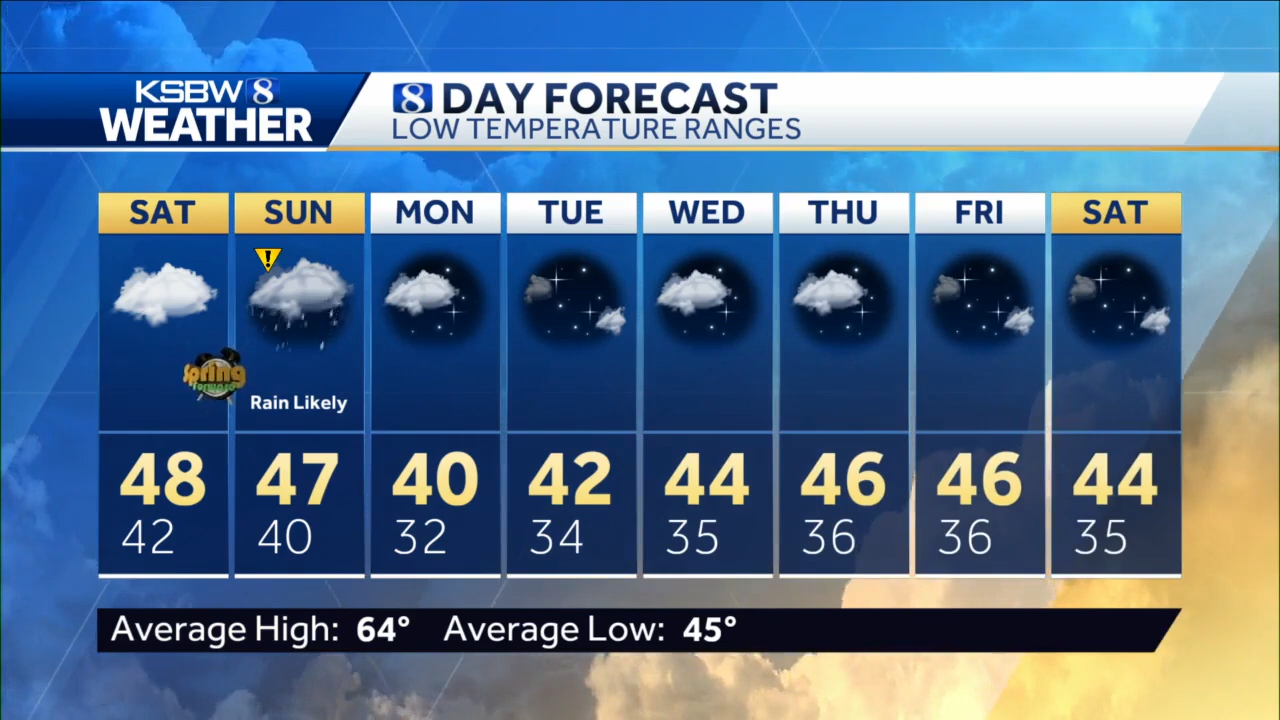 KSBW 8
WEATHER
8 DAY FORECAST
LOW TEMPERATURE RANGES
SAT SUN MON TUE WED THU FRI SAT
!
Spring
Forward
Rain Likely
48 47 40 42 44 46 46 44
42 40 32 34 35 36 36 35
Average High: 64° Average Low: 45°